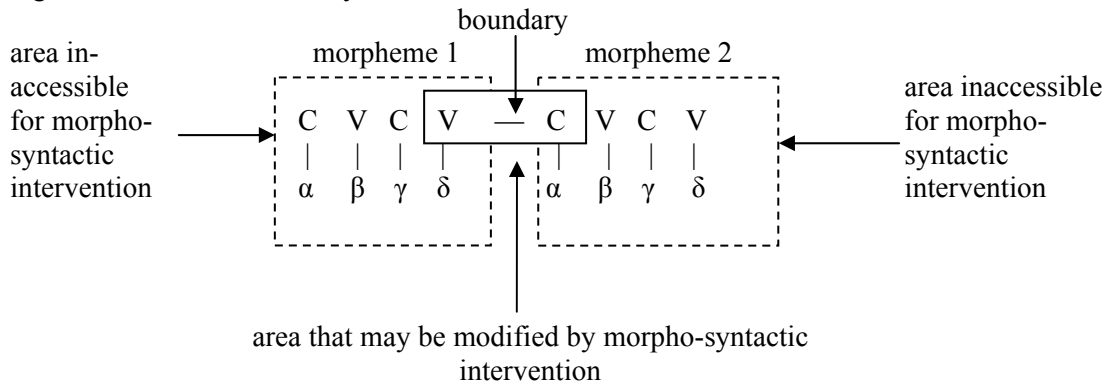 boundary
morpheme 1
morpheme 2
area in-
accessible
for morpho-
syntactic
intervention
C V C V — C V C V
α β γ δ α β γ δ
area inaccessible
for morpho-
syntactic
intervention
area that may be modified by morpho-syntactic
intervention